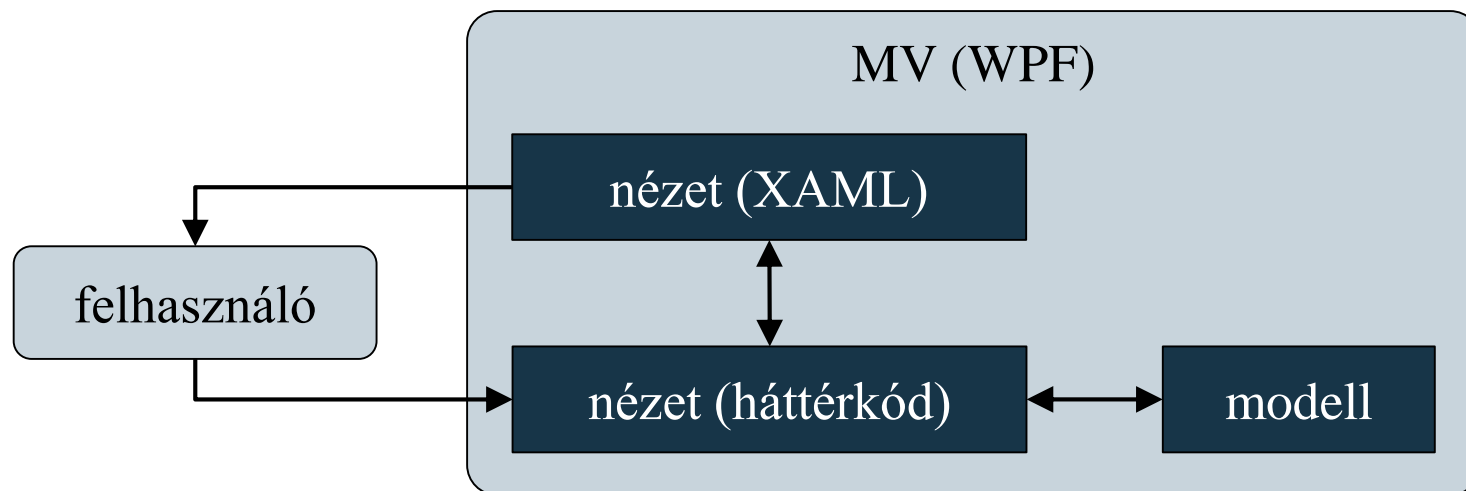 MV (WPF)
nézet (XAML)
felhasználó
nézet (háttérkód)
modell